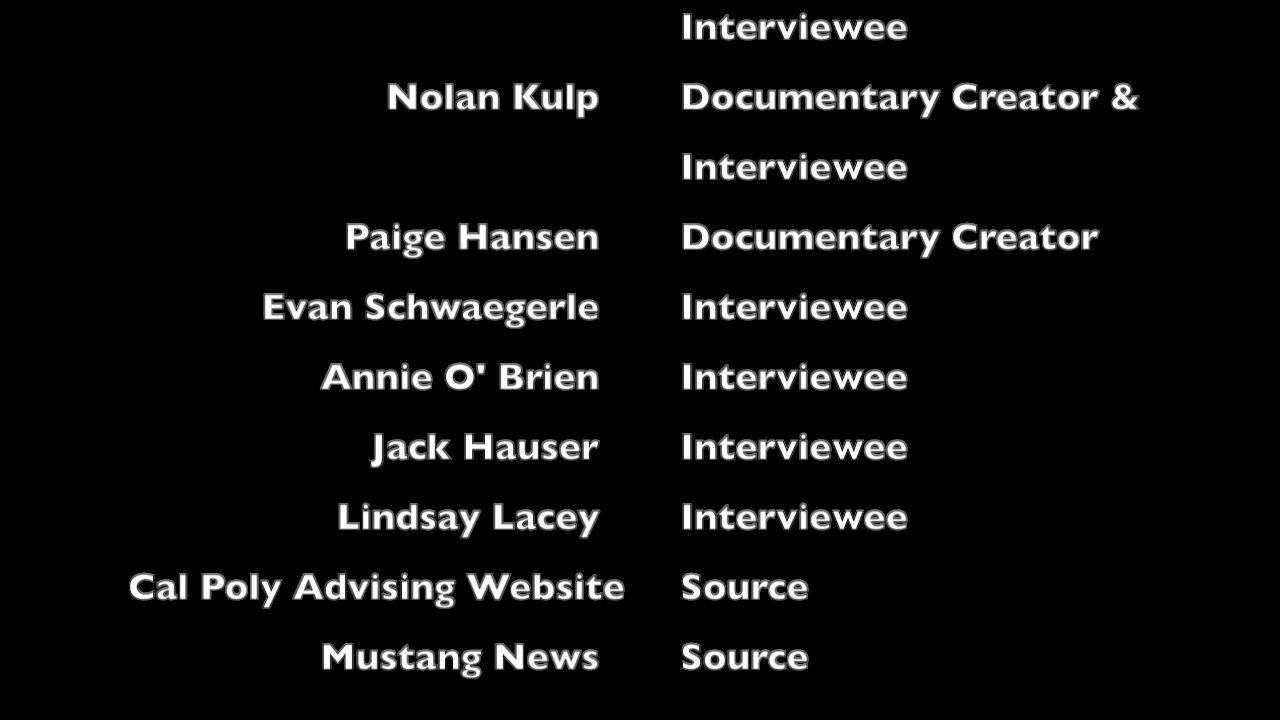 Interviewee
Nolan Kulp Documentary Creator &
Interviewee
Paige Hansen Documentary Creator
Evan Schwaegerle Interviewee
Annie O' Brien Interviewee
Jack Hauser Interviewee
Lindsay Lacey Interviewee
Cal Poly Advising Website Source
Mustang News Source